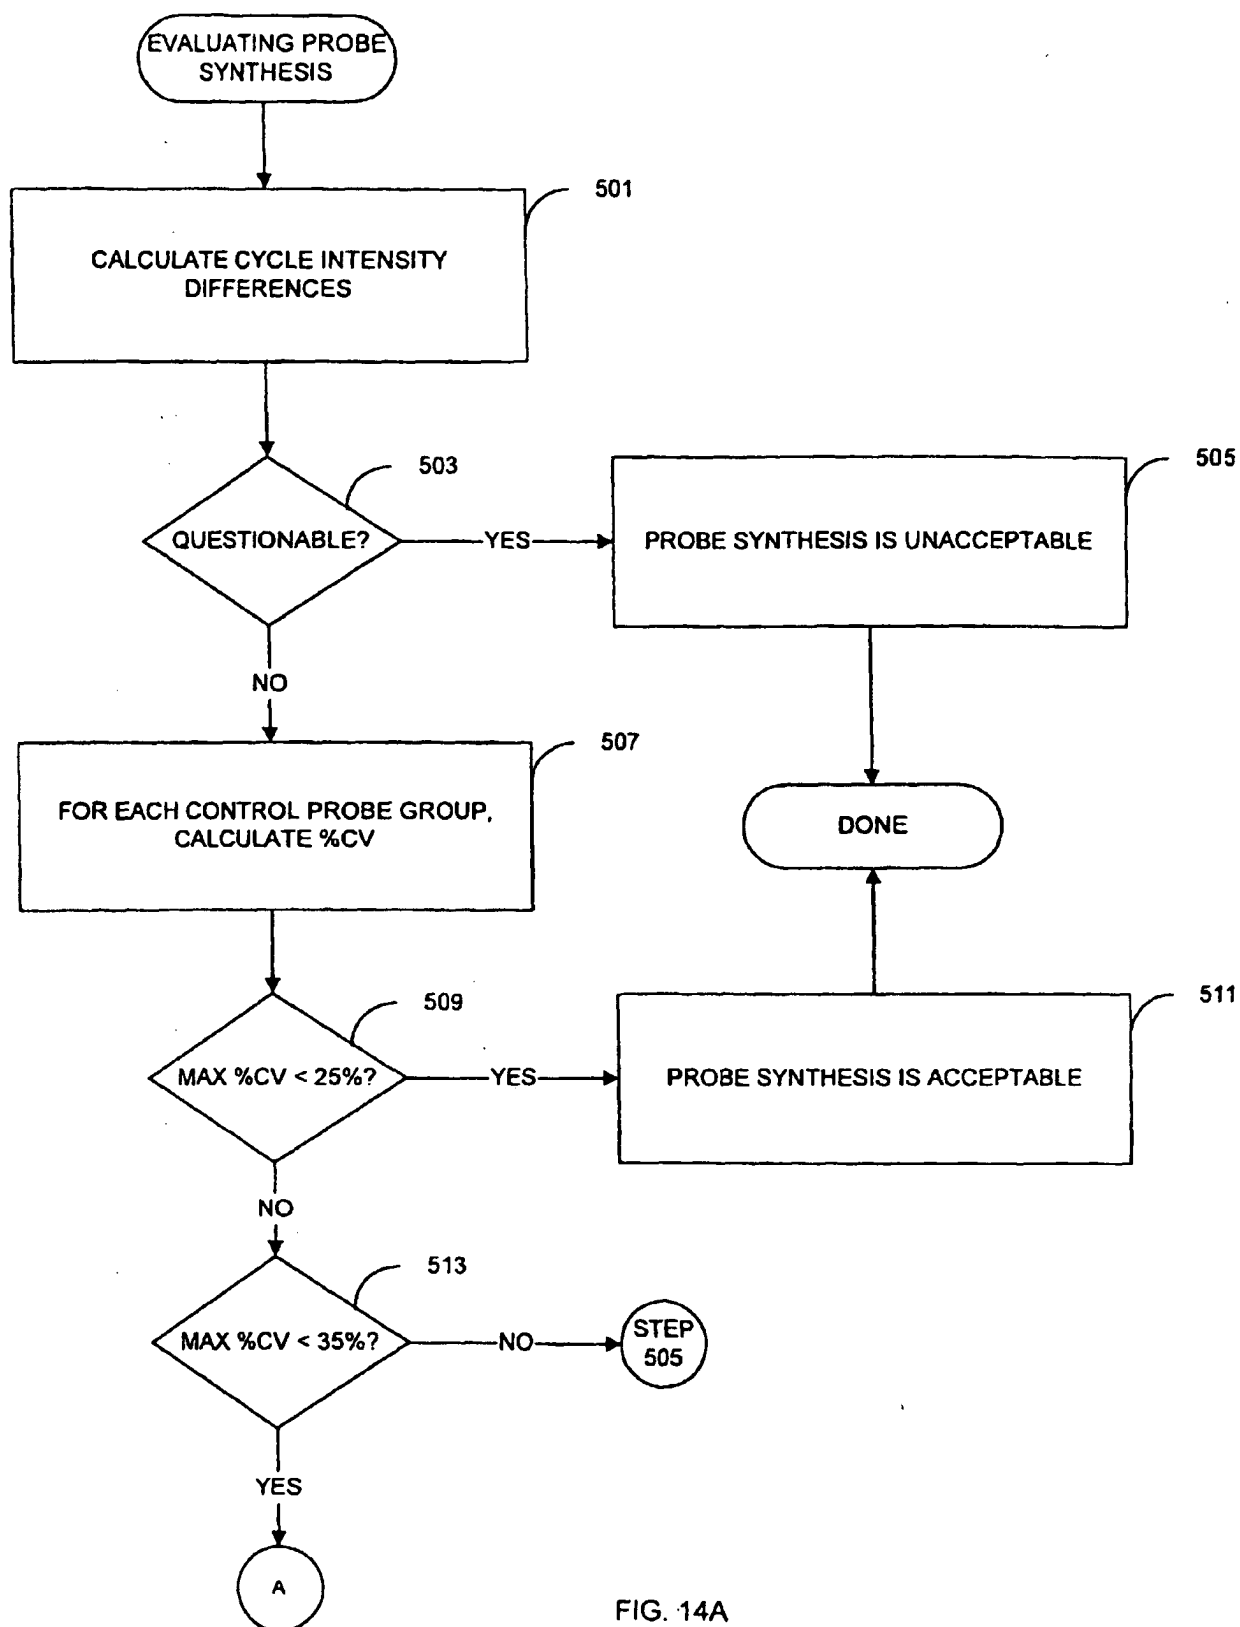 EVALUATING PROBE
SYNTHESIS
501
CALCULATE CYCLE INTENSITY
DIFFERENCES
503
QUESTIONABLE?
YES
505
PROBE SYNTHESIS IS UNACCEPTABLE
NO
507
FOR EACH CONTROL PROBE GROUP,
CALCULATE %CV
DONE
509
MAX %CV < 25%?
YES
511
PROBE SYNTHESIS IS ACCEPTABLE
NO
513
MAX %CV < 35%?
NO
STEP
505
YES
A
FIG. 14A